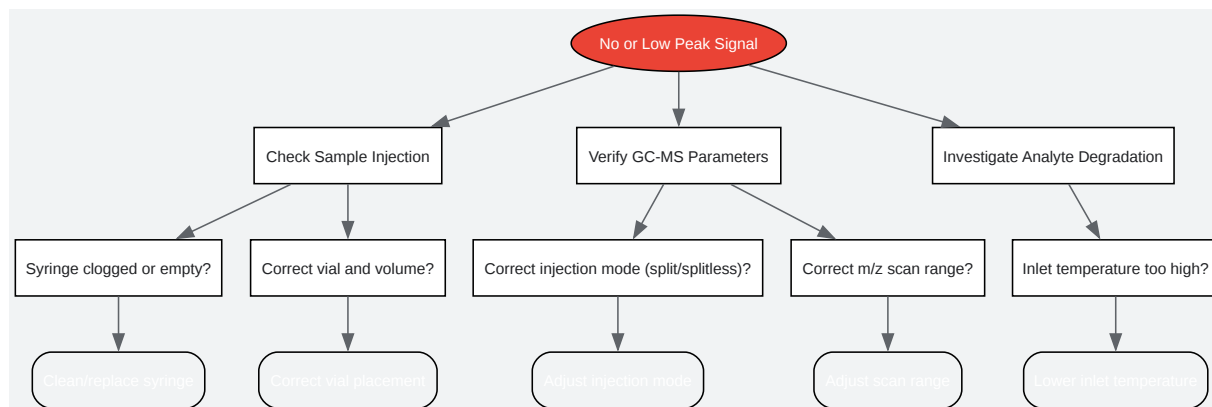 No or Low Peak Signal
Check Sample Injection
Verify GC-MS Parameters
Investigate Analyte Degradation
Syringe clogged or empty?
Correct vial and volume?
Correct injection mode (split/splitless)?
Correct m/z scan range?
Inlet temperature too high?
Clean/replace syringe
Correct vial placement
Adjust injection mode
Adjust scan range
Lower inlet temperature